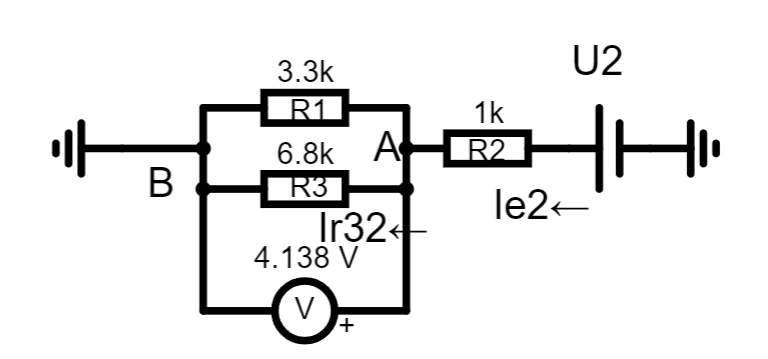 U2
3.3k
R1
1k
A
R2
6.8k
B
R3
Ie2←
Ir32←
4.138 V
V
+